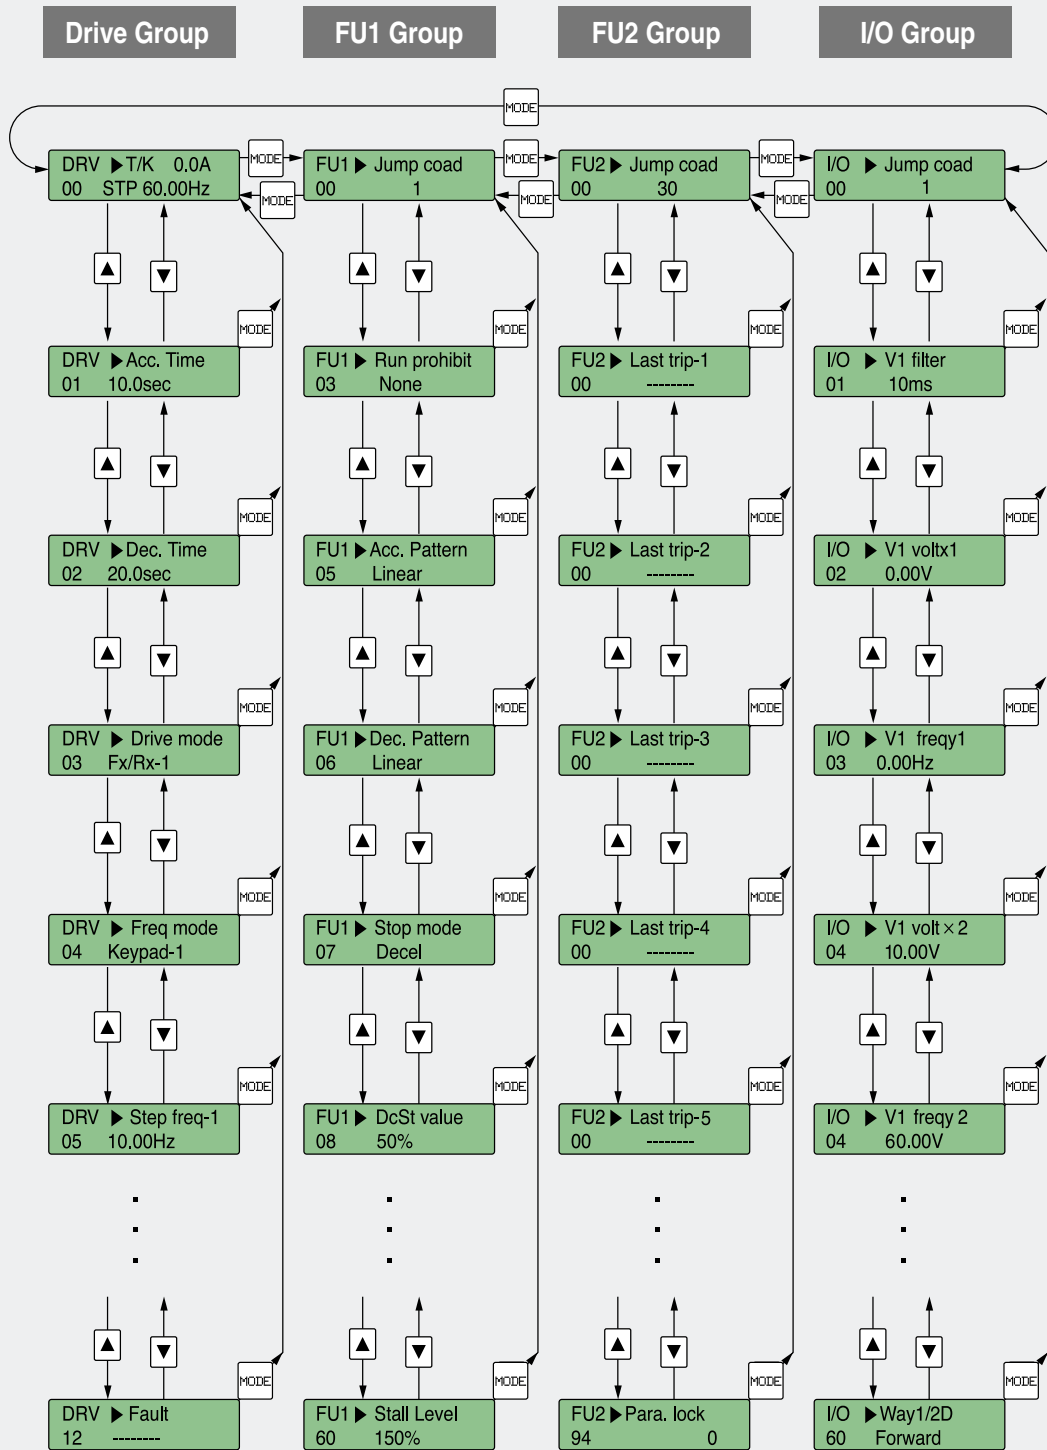 Drive Group
FU1 Group
FU2 Group
I/O Group
MODE
DRV ▶T/K 0.0A
00 STP 60.00Hz
MODE
MODE
FU1 ▶ Jump coad
00 1
MODE
MODE
FU2 ▶ Jump coad
00 30
MODE
MODE
I/O ▶ Jump coad
00 1
▲ ▼ ▲ ▼ ▲ ▼ ▲ ▼
MODE MODE MODE MODE
DRV ▶Acc. Time
01 10.0sec
FU1 ▶ Run prohibit
03 None
FU2 ▶ Last trip-1
00 --------
I/O ▶ V1 filter
01 10ms
▲ ▼ ▲ ▼ ▲ ▼ ▲ ▼
MODE MODE MODE MODE
DRV ▶Dec. Time
02 20.0sec
FU1 ▶ Acc. Pattern
05 Linear
FU2 ▶ Last trip-2
00 --------
I/O ▶ V1 voltx1
02 0.00V
▲ ▼ ▲ ▼ ▲ ▼ ▲ ▼
MODE MODE MODE MODE
DRV ▶ Drive mode
03 Fx/Rx-1
FU1 ▶ Dec. Pattern
06 Linear
FU2 ▶ Last trip-3
00 --------
I/O ▶ V1 freqy1
03 0.00Hz
▲ ▼ ▲ ▼ ▲ ▼ ▲ ▼
MODE MODE MODE MODE
DRV ▶ Freq mode
04 Keypad-1
FU1 ▶ Stop mode
07 Decel
FU2 ▶ Last trip-4
00 --------
I/O ▶ V1 volt×2
04 10.00V
▲ ▼ ▲ ▼ ▲ ▼ ▲ ▼
MODE MODE MODE MODE
DRV ▶ Step freq-1
05 10.00Hz
FU1 ▶ DcSt value
08 50%
FU2 ▶ Last trip-5
00 --------
I/O ▶ V1 freqy 2
04 60.00V
▲ ▼ ▲ ▼ ▲ ▼ ▲ ▼
MODE MODE MODE MODE
DRV ▶ Fault
12 --------
FU1 ▶ Stall Level
60 150%
FU2 ▶Para. lock
94 0
I/O ▶Way1/2D
60 Forward